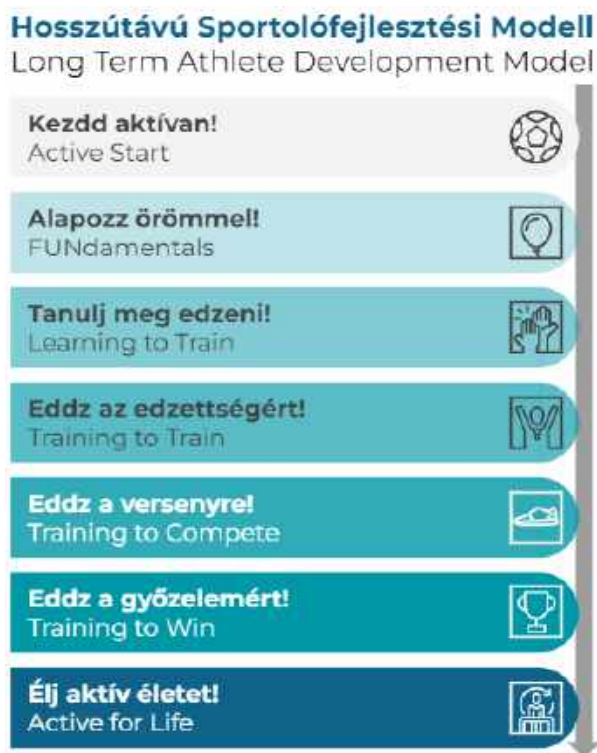 Hosszútávú Sportolófejlesztési Modell
Long Term Athlete Development Model
Kezdd aktívan!
Active Start
Alapozz örömmel!
FUNdamentals
Tanulj meg edzeni!
Learning to Train
Eddz az edzettségért!
Training to Train
Eddz a versenyre!
Training to Compete
Eddz a győzelemért!
Training to Win
Élj aktív életet!
Active for Life